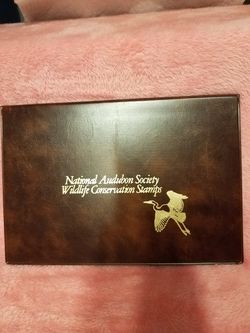 National Audubon Society
Wildlife Conservation Stamps